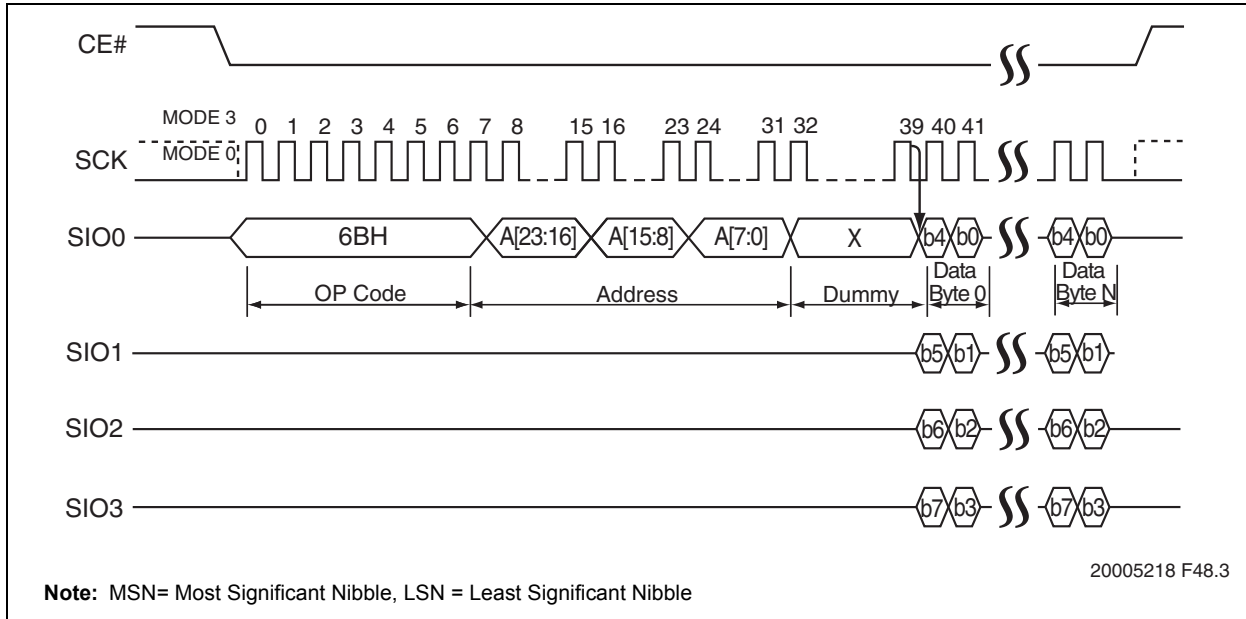 CE#
MODE 3
0 1 2 3 4 5 6 7 8 15 16 23 24 31 32 39 40 41
SCK
MODE 0
SIO0
6BH A[23:16] A[15:8] A[7:0] X b4 b0 b4 b0
OP Code Address Dummy Data Byte 0 Data Byte N
SIO1 b5 b1 b5 b1
SIO2 b6 b2 b6 b2
SIO3 b7 b3 b7 b3
20005218 F48.3
Note: MSN= Most Significant Nibble, LSN = Least Significant Nibble